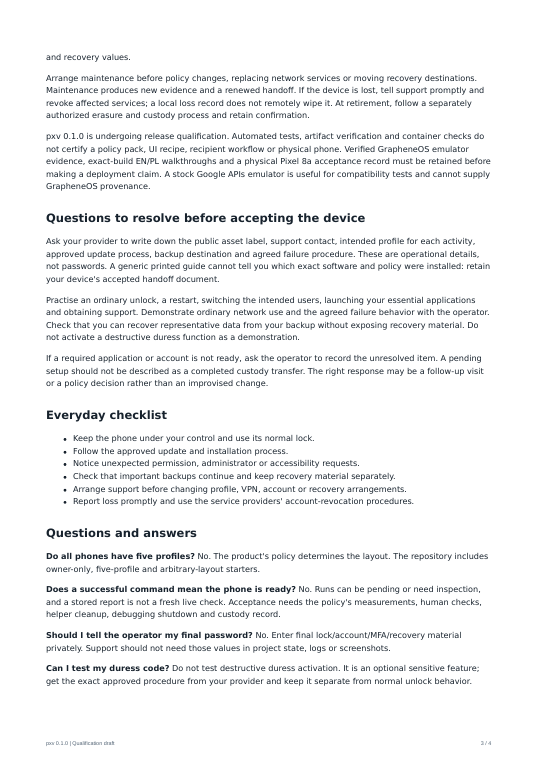 and recovery values.
Arrange maintenance before policy changes, replacing network services or moving recovery destinations.
Maintenance produces new evidence and a renewed handoff. If the device is lost, tell support promptly and
revoke affected services; a local loss record does not remotely wipe it. At retirement, follow a separately
authorized erasure and custody process and retain confirmation.
pxv 0.1.0 is undergoing release qualification. Automated tests, artifact verification and container checks do
not certify a policy pack, UI recipe, recipient workflow or physical phone. Verified GrapheneOS emulator
evidence, exact-build EN/PL walkthroughs and a physical Pixel 8a acceptance record must be retained before
making a deployment claim. A stock Google APIs emulator is useful for compatibility tests and cannot supply
GrapheneOS provenance.
Questions to resolve before accepting the device
Ask your provider to write down the public asset label, support contact, intended profile for each activity,
approved update process, backup destination and agreed failure procedure. These are operational details,
not passwords. A generic printed guide cannot tell you which exact software and policy were installed: retain
your device's accepted handoff document.
Practise an ordinary unlock, a restart, switching the intended users, launching your essential applications
and obtaining support. Demonstrate ordinary network use and the agreed failure behavior with the operator.
Check that you can recover representative data from your backup without exposing recovery material. Do
not activate a destructive duress function as a demonstration.
If a required application or account is not ready, ask the operator to record the unresolved item. A pending
setup should not be described as a completed custody transfer. The right response may be a follow-up visit
or a policy decision rather than an improvised change.
Everyday checklist
• Keep the phone under your control and use its normal lock.
• Follow the approved update and installation process.
• Notice unexpected permission, administrator or accessibility requests.
• Check that important backups continue and keep recovery material separately.
• Arrange support before changing profile, VPN, account or recovery arrangements.
• Report loss promptly and use the service providers' account-revocation procedures.
Questions and answers
Do all phones have five profiles? No. The product's policy determines the layout. The repository includes
owner-only, five-profile and arbitrary-layout starters.
Does a successful command mean the phone is ready? No. Runs can be pending or need inspection,
and a stored report is not a fresh live check. Acceptance needs the policy's measurements, human checks,
helper cleanup, debugging shutdown and custody record.
Should I tell the operator my final password? No. Enter final lock/account/MFA/recovery material
privately. Support should not need those values in project state, logs or screenshots.
Can I test my duress code? Do not test destructive duress activation. It is an optional sensitive feature;
get the exact approved procedure from your provider and keep it separate from normal unlock behavior.
pxv 0.1.0 | Qualification draft
3 / 4